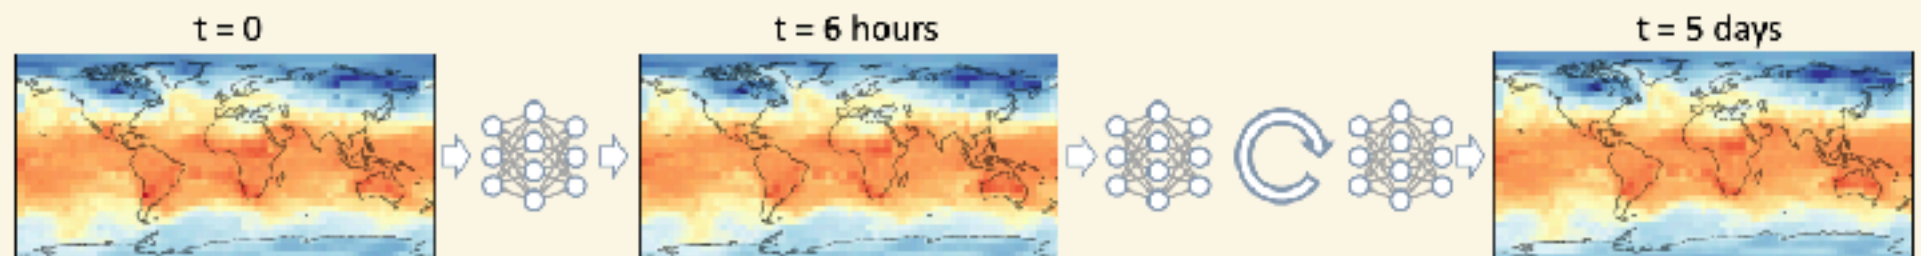 t = 0
t = 6 hours
t = 5 days